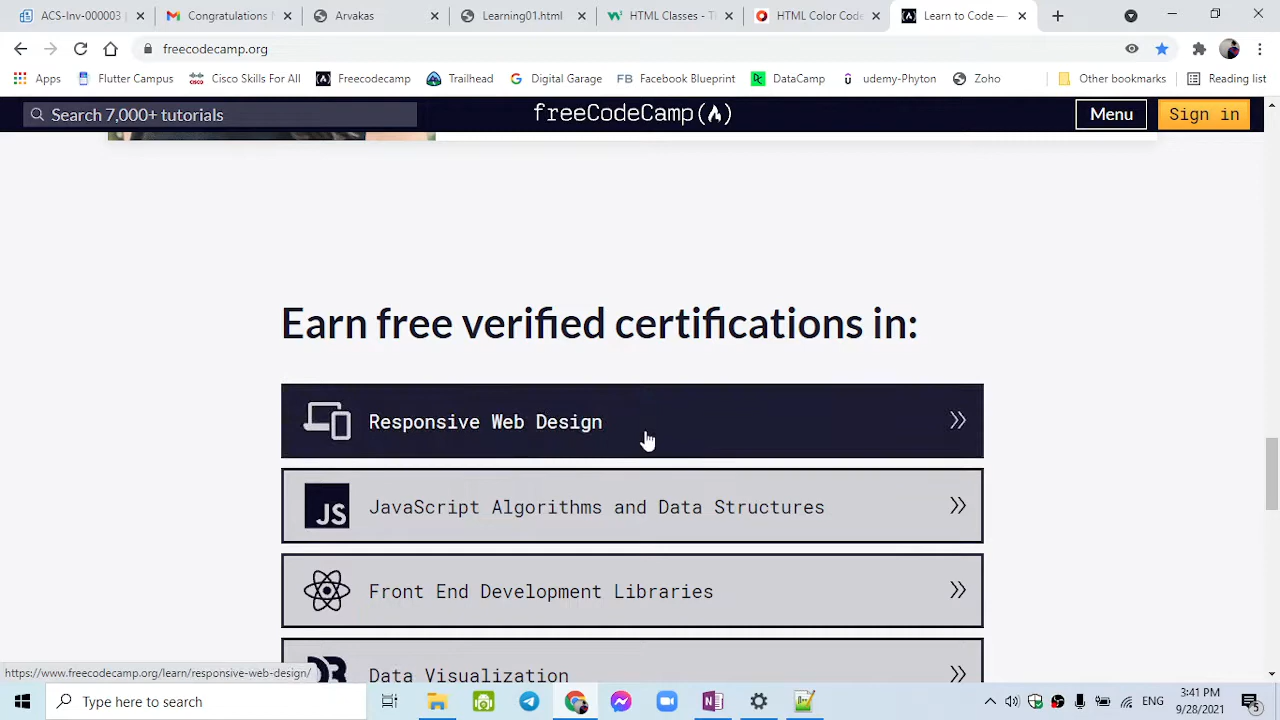 ACS-Inv-000003
Congratulations
Arvakas
Learning01.html
HTML Classes - Ti
HTML Color Code
Learn to Code —
freecodecamp.org
Apps
Flutter Campus
Cisco Skills For All
Freecodecamp
Trailhead
Digital Garage
FB Facebook Blueprint
DataCamp
udemy-Phyton
Zoho
Other bookmarks
Reading list
Search 7,000+ tutorials
freeCodeCamp
Menu
Sign in
Earn free verified certifications in:
Responsive Web Design
JS JavaScript Algorithms and Data Structures
Front End Development Libraries
Data Visualization
https://www.freecodecamp.org/learn/responsive-web-design/
Type here to search
ENG
3:41 PM
9/28/2021
5